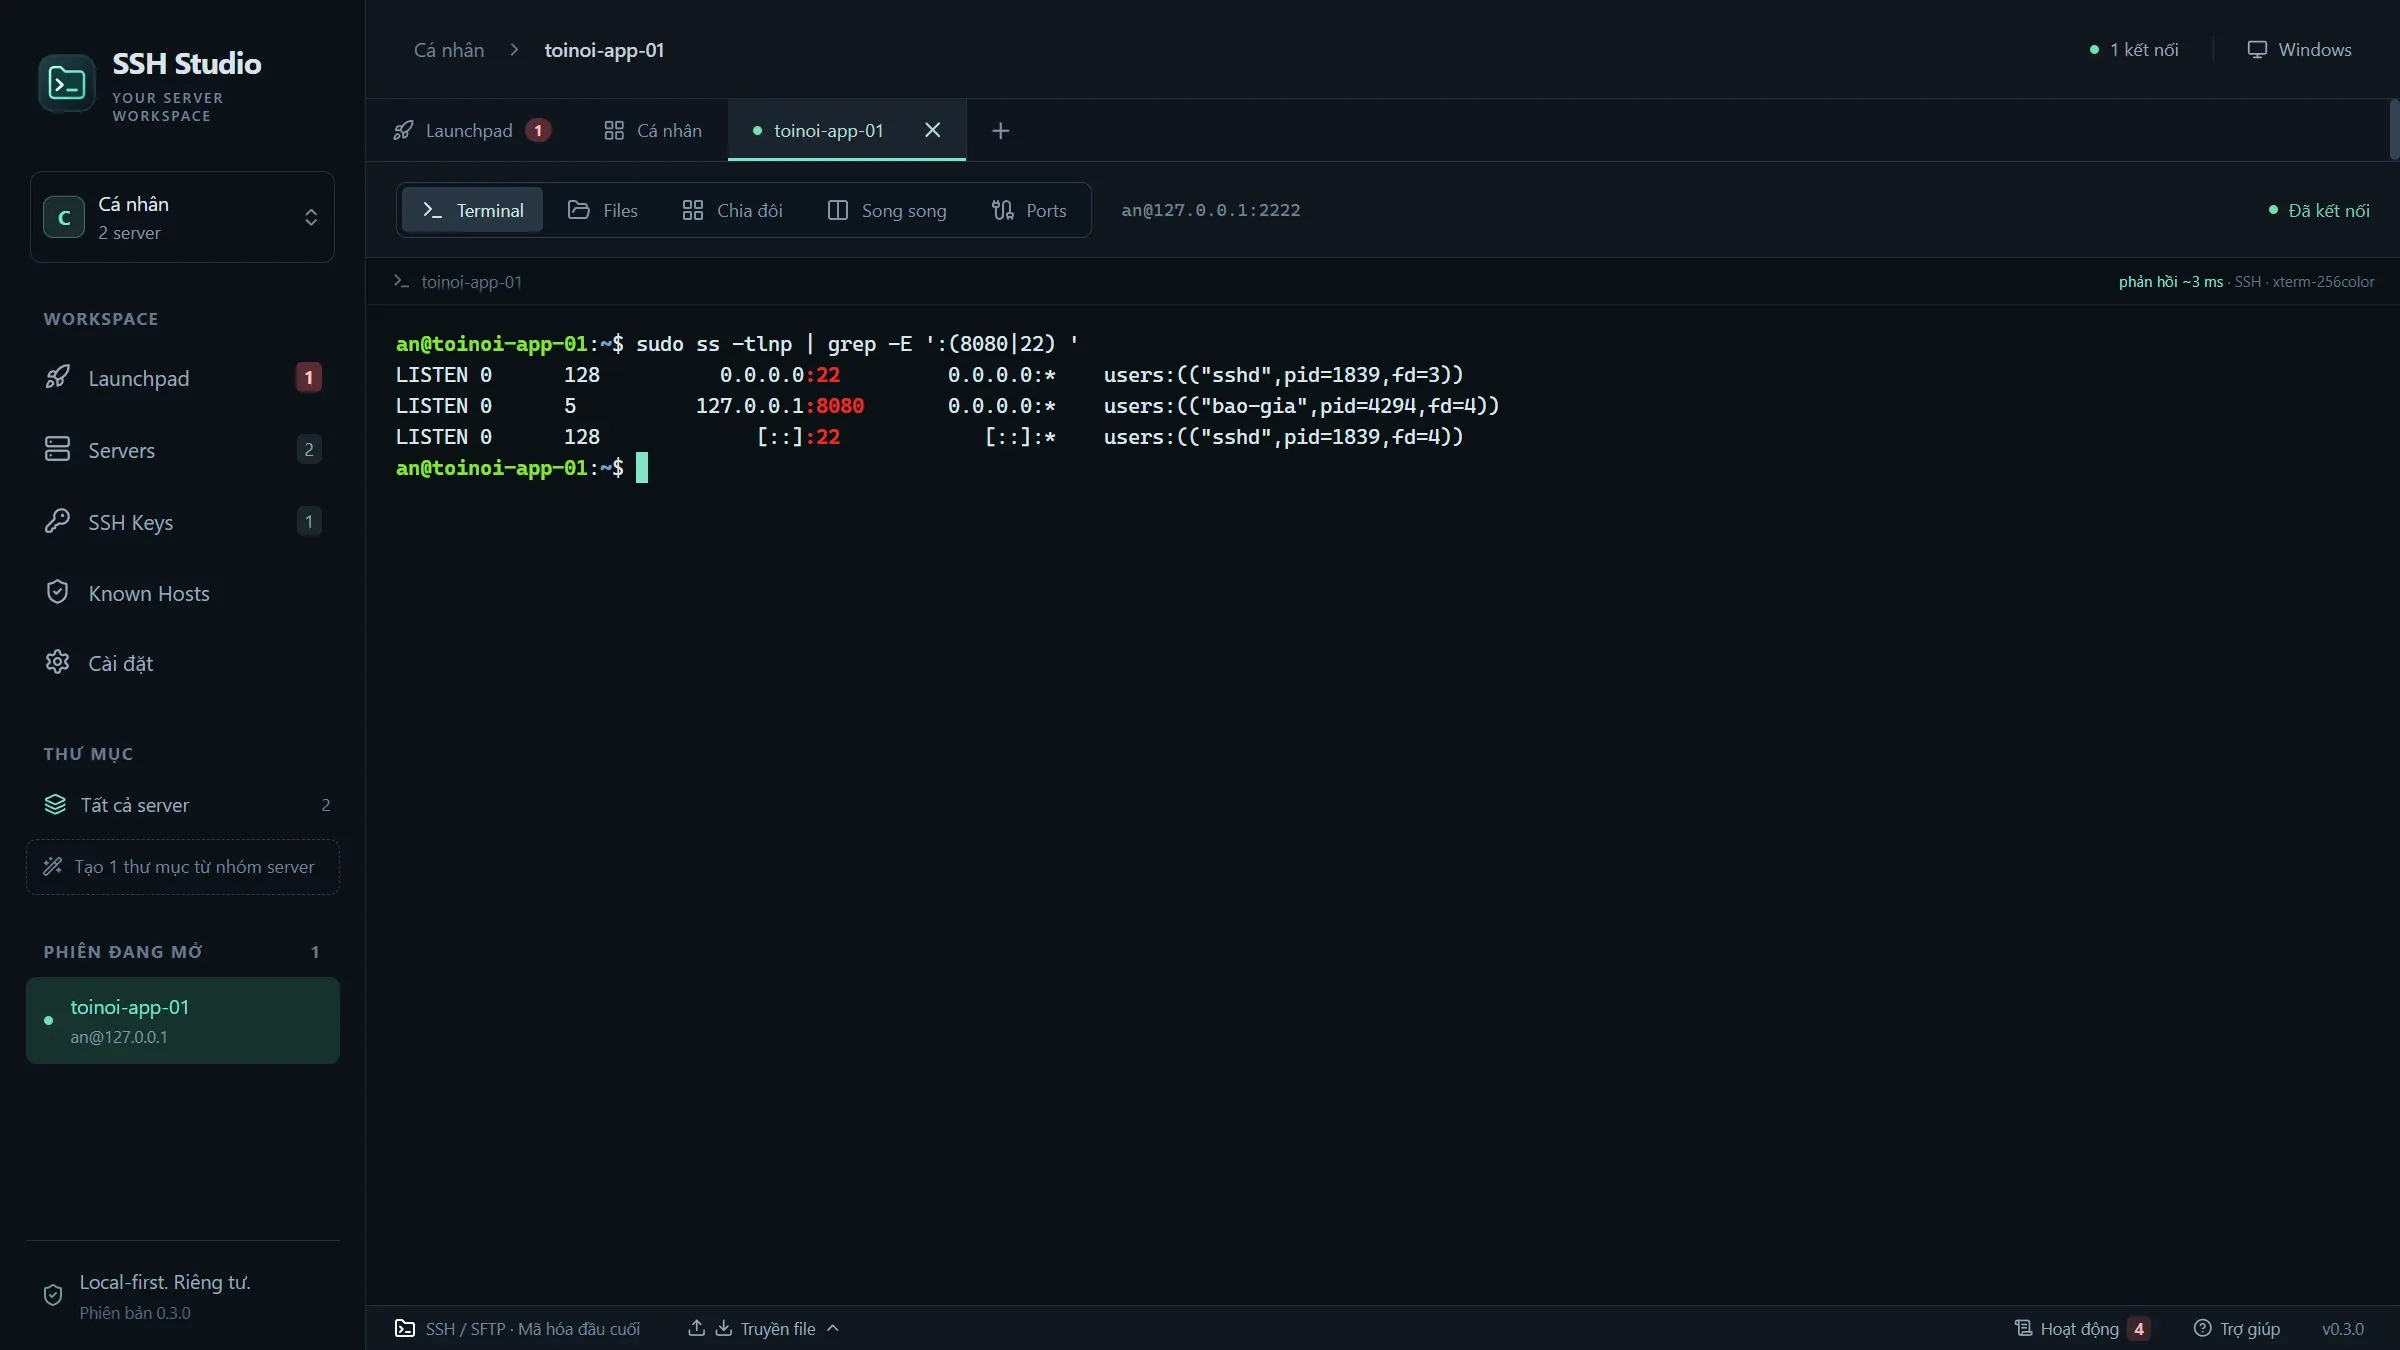 SSH Studio
YOUR SERVER
WORKSPACE
C
Cá nhân
2 server
WORKSPACE
Launchpad 1
Servers 2
SSH Keys 1
Known Hosts
Cài đặt
THƯ MỤC
Tất cả server 2
Tạo 1 thư mục từ nhóm server
PHIÊN ĐANG MỞ 1
toinoi-app-01
an@127.0.0.1
Local-first. Riêng tư.
Phiên bản 0.3.0
Cá nhân > toinoi-app-01
1 kết nối
Windows
Launchpad 1 Cá nhân toinoi-app-01
Terminal Files Chia đôi Song song Ports an@127.0.0.1:2222
Đã kết nối
toinoi-app-01
phản hồi ~3 ms · SSH · xterm-256color
an@toinoi-app-01:~$ sudo ss -tlnp | grep -E ':(8080|22) '
LISTEN 0      128          0.0.0.0:22         0.0.0.0:*    users:(("sshd",pid=1839,fd=3))
LISTEN 0      5          127.0.0.1:8080       0.0.0.0:*    users:(("bao-gia",pid=4294,fd=4))
LISTEN 0      128             [::]:22            [::]:*    users:(("sshd",pid=1839,fd=4))
an@toinoi-app-01:~$
SSH / SFTP · Mã hóa đầu cuối
Truyền file
Hoạt động 4
Trợ giúp
v0.3.0